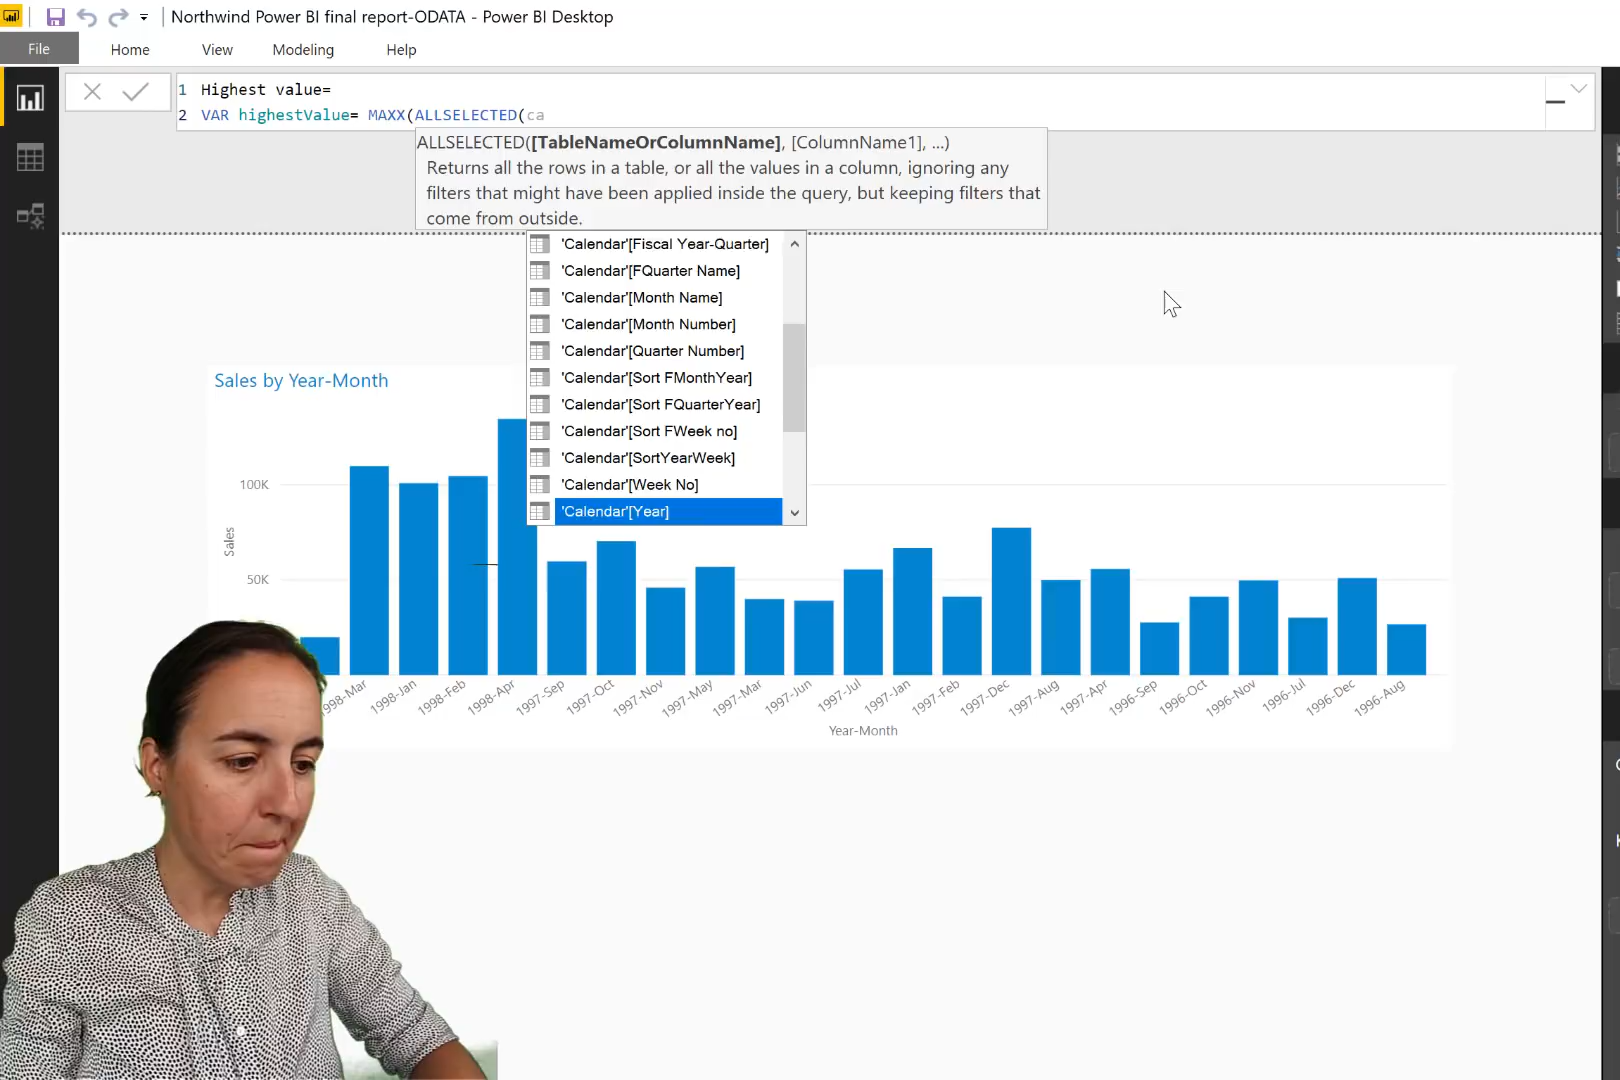 Northwind Power BI final report-ODATA - Power BI Desktop
File Home View Modeling Help
1 Highest value=
2 VAR highestValue= MAXX(ALLSELECTED(ca
ALLSELECTED([TableNameOrColumnName], [ColumnName1], ...)
Returns all the rows in a table, or all the values in a column, ignoring any
filters that might have been applied inside the query, but keeping filters that
come from outside.
'Calendar'[Fiscal Year-Quarter]
'Calendar'[FQuarter Name]
'Calendar'[Month Name]
'Calendar'[Month Number]
'Calendar'[Quarter Number]
'Calendar'[Sort FMonthYear]
'Calendar'[Sort FQuarterYear]
'Calendar'[Sort FWeek no]
'Calendar'[SortYearWeek]
'Calendar'[Week No]
'Calendar'[Year]
Sales by Year-Month
100K
50K
Sales
1998-Mar 1998-Jan 1998-Feb 1998-Apr 1997-Sep 1997-Oct 1997-Nov 1997-May 1997-Mar 1997-Jun 1997-Jul 1997-Jan 1997-Feb 1997-Dec 1997-Aug 1997-Apr 1996-Sep 1996-Oct 1996-Nov 1996-Jul 1996-Dec 1996-Aug
Year-Month